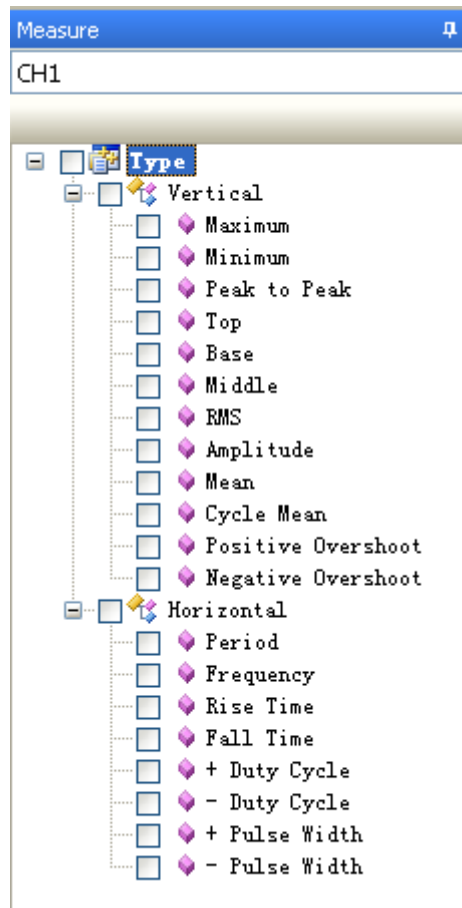 Measure
CH1
Type
Vertical
Maximum
Minimum
Peak to Peak
Top
Base
Middle
RMS
Amplitude
Mean
Cycle Mean
Positive Overshoot
Negative Overshoot
Horizontal
Period
Frequency
Rise Time
Fall Time
+ Duty Cycle
- Duty Cycle
+ Pulse Width
- Pulse Width